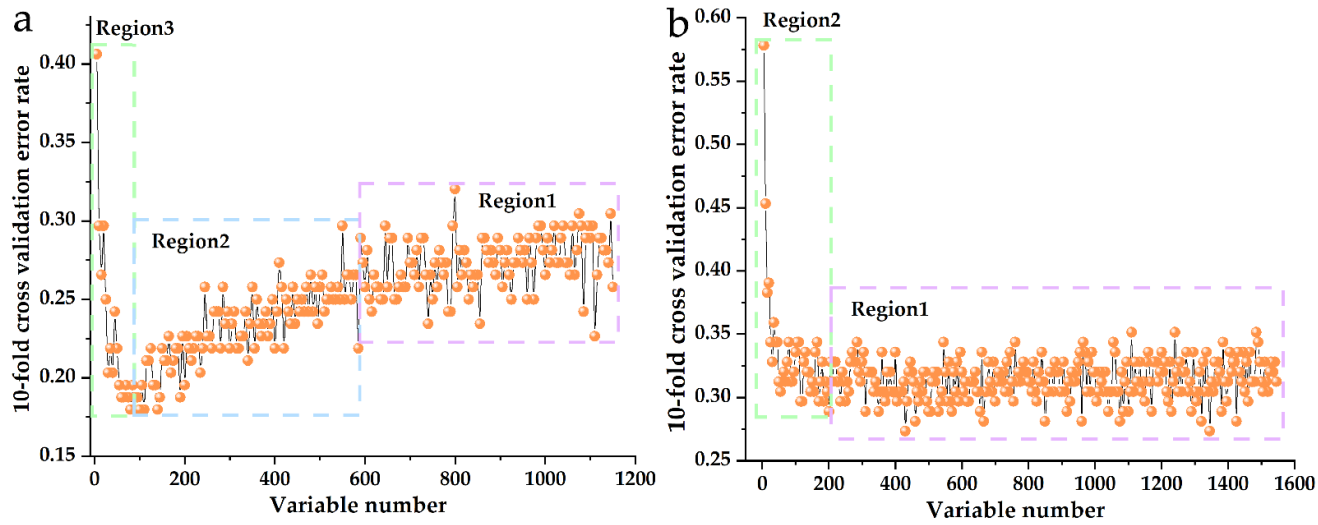 a
Region3
10-fold cross validation error rate
0.40
0.35
0.30
0.25
0.20
0.15
Region2
Region1
0
200
400
600
800
1000
1200
Variable number
b
Region2
10-fold cross validation error rate
0.60
0.55
0.50
0.45
0.40
0.35
0.30
0.25
Region1
0
200
400
600
800
1000
1200
1400
1600
Variable number